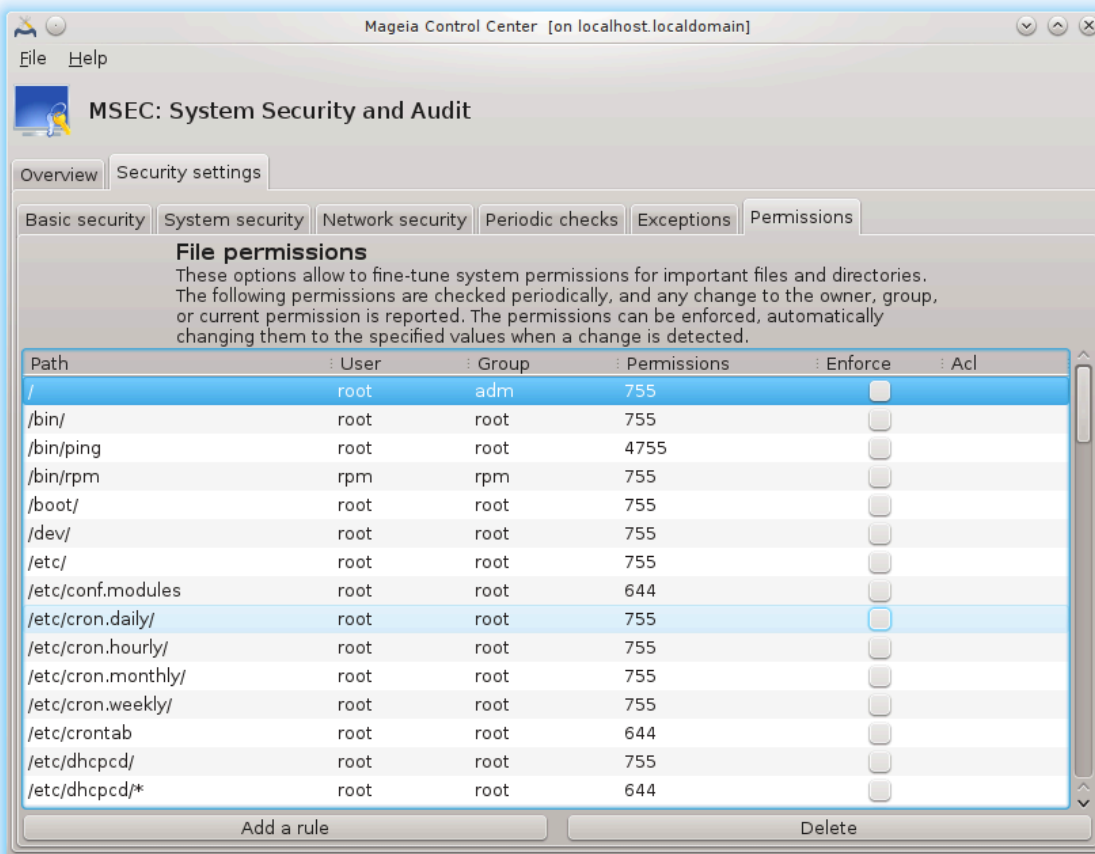 Mageia Control Center [on localhost.localdomain]
File Help
MSEC: System Security and Audit
Overview Security settings
Basic security System security Network security Periodic checks Exceptions Permissions
File permissions
These options allow to fine-tune system permissions for important files and directories.
The following permissions are checked periodically, and any change to the owner, group,
or current permission is reported. The permissions can be enforced, automatically
changing them to the specified values when a change is detected.
Path User Group Permissions Enforce Acl
/ root adm 755
/bin/ root root 755
/bin/ping root root 4755
/bin/rpm rpm rpm 755
/boot/ root root 755
/dev/ root root 755
/etc/ root root 755
/etc/conf.modules root root 644
/etc/cron.daily/ root root 755
/etc/cron.hourly/ root root 755
/etc/cron.monthly/ root root 755
/etc/cron.weekly/ root root 755
/etc/crontab root root 644
/etc/dhcpcd/ root root 755
/etc/dhcpcd/* root root 644
Add a rule Delete